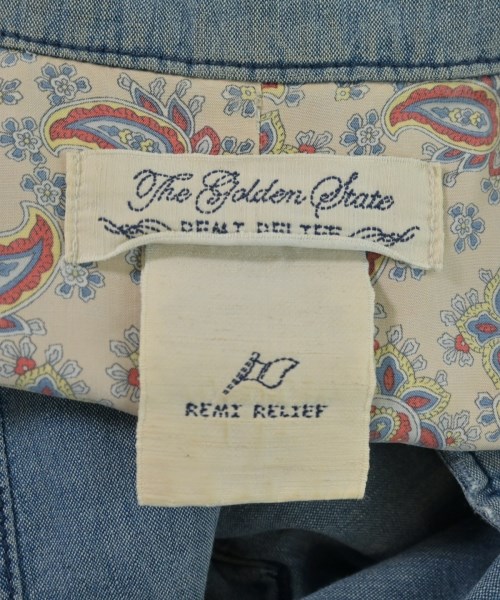 The Golden State
REMI RELIEF
REMI RELIEF